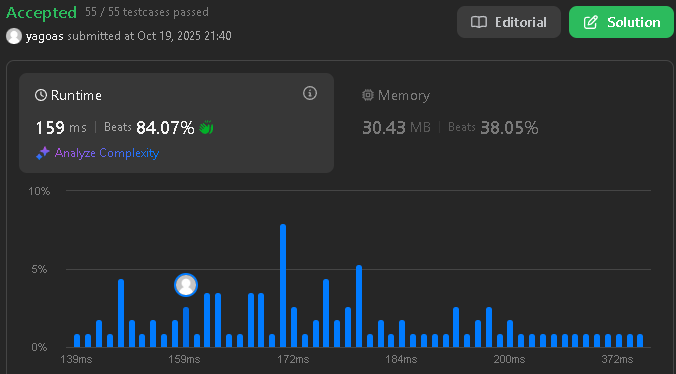 Accepted 55 / 55 testcases passed
Editorial
Solution
yagoas submitted at Oct 19, 2025 21:40
Runtime
159 ms | Beats 84.07%
Analyze Complexity
Memory
30.43 MB | Beats 38.05%
10%
5%
0%
139ms 159ms 172ms 184ms 200ms 372ms